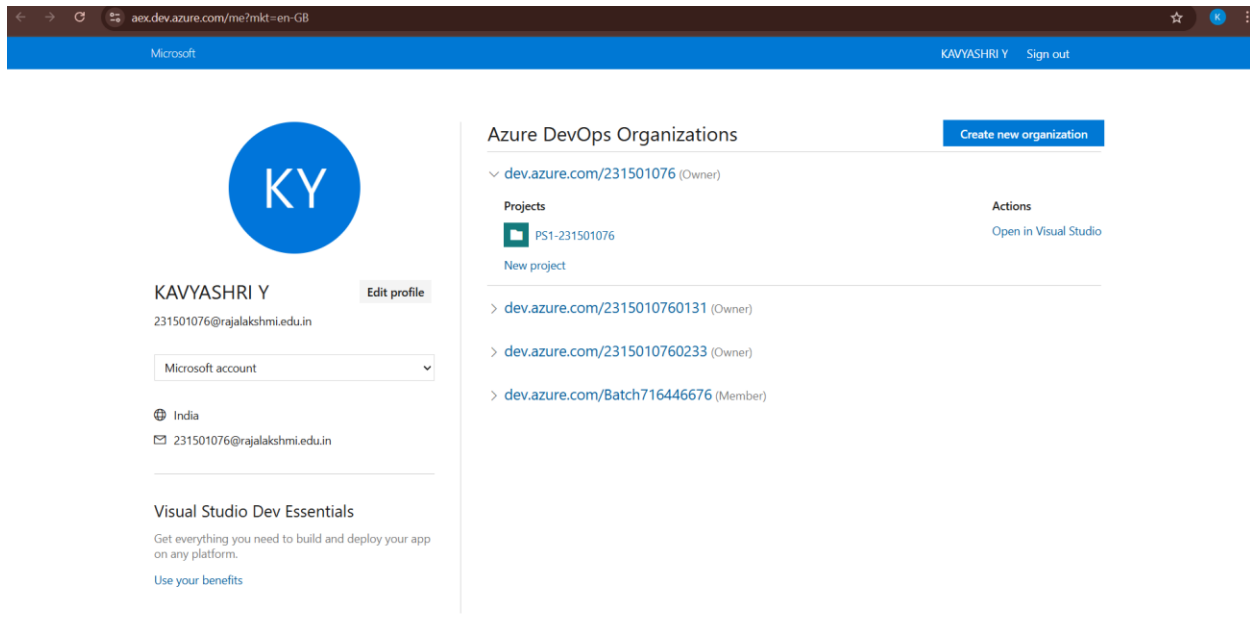 aex.dev.azure.com/me?mkt=en-GB
K
Microsoft
KAVYASHRI Y Sign out
KY
KAVYASHRI Y
Edit profile
231501076@rajalakshmi.edu.in
Microsoft account
India
231501076@rajalakshmi.edu.in
Visual Studio Dev Essentials
Get everything you need to build and deploy your app
on any platform.
Use your benefits
Azure DevOps Organizations
Create new organization
dev.azure.com/231501076 (Owner)
Projects Actions
PS1-231501076 Open in Visual Studio
New project
dev.azure.com/2315010760131 (Owner)
dev.azure.com/2315010760233 (Owner)
dev.azure.com/Batch716446676 (Member)